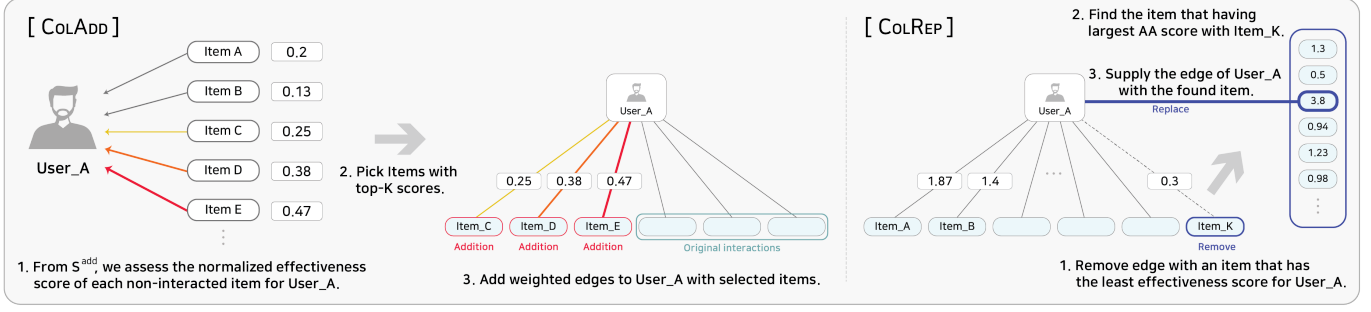 [ COLADD ]
Item A
0.2
Item B
0.13
Item C
0.25
Item D
0.38
Item E
0.47
⋮
User_A
1. From S^add, we assess the normalized effectiveness
score of each non-interacted item for User_A.
2. Pick Items with
top-K scores.
User_A
0.25
0.38
0.47
Item_C
Item_D
Item_E
Addition
Addition
Addition
Original interactions
3. Add weighted edges to User_A with selected items.
[ COLREP ]
2. Find the item that having
largest AA score with Item_K.
3. Supply the edge of User_A
with the found item.
Replace
User_A
1.87
1.4
...
0.3
Item_A
Item_B
Item_K
Remove
1. Remove edge with an item that has
the least effectiveness score for User_A.
1.3
0.5
3.8
0.94
1.23
0.98
⋮